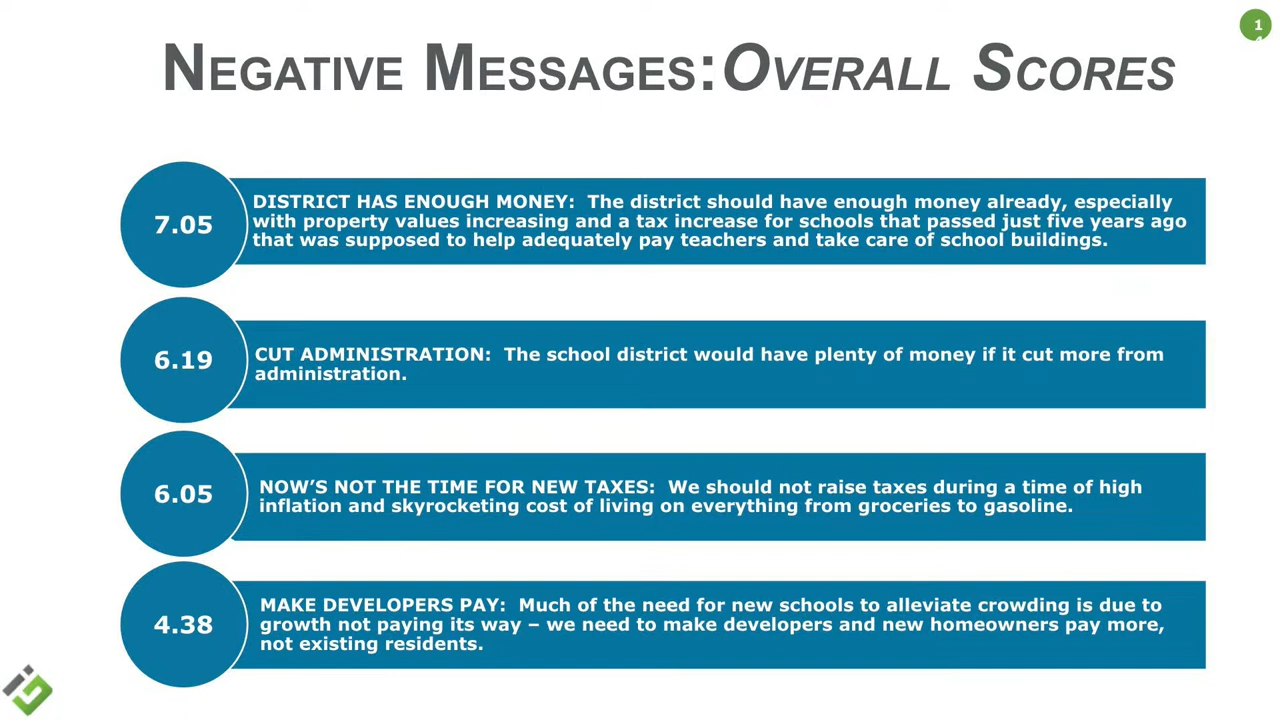 1
NEGATIVE MESSAGES: OVERALL SCORES
7.05
DISTRICT HAS ENOUGH MONEY: The district should have enough money already, especially
with property values increasing and a tax increase for schools that passed just five years ago
that was supposed to help adequately pay teachers and take care of school buildings.
6.19
CUT ADMINISTRATION: The school district would have plenty of money if it cut more from
administration.
6.05
NOW’S NOT THE TIME FOR NEW TAXES: We should not raise taxes during a time of high
inflation and skyrocketing cost of living on everything from groceries to gasoline.
4.38
MAKE DEVELOPERS PAY: Much of the need for new schools to alleviate crowding is due to
growth not paying its way – we need to make developers and new homeowners pay more,
not existing residents.